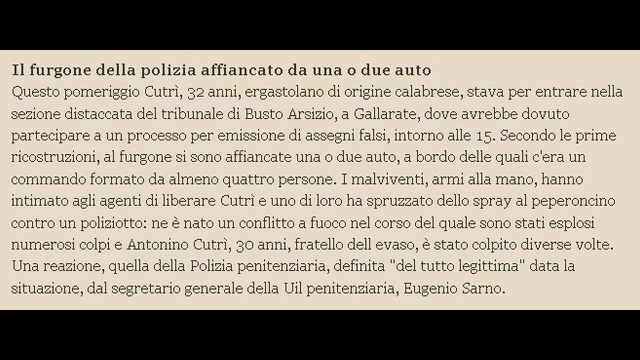 Il furgone della polizia affiancato da una o due auto
Questo pomeriggio Cutrì, 32 anni, ergastolano di origine calabrese, stava per entrare nella
sezione distaccata del tribunale di Busto Arsizio, a Gallarate, dove avrebbe dovuto
partecipare a un processo per emissione di assegni falsi, intorno alle 15. Secondo le prime
ricostruzioni, al furgone si sono affiancate una o due auto, a bordo delle quali c'era un
commando formato da almeno quattro persone. I malviventi, armi alla mano, hanno
intimato agli agenti di liberare Cutrì e uno di loro ha spruzzato dello spray al peperoncino
contro un poliziotto: ne è nato un conflitto a fuoco nel corso del quale sono stati esplosi
numerosi colpi e Antonino Cutrì, 30 anni, fratello dell evaso, è stato colpito diverse volte.
Una reazione, quella della Polizia penitenziaria, definita "del tutto legittima" data la
situazione, dal segretario generale della Uil penitenziaria, Eugenio Sarno.